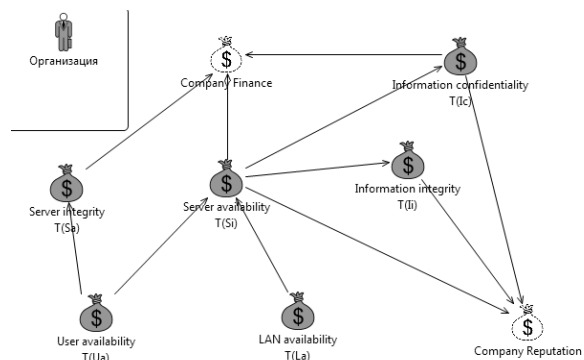 Организация
$
Company Finance
$
Information confidentiality
T(Ic)
$
Server integrity
T(Sa)
$
Server availability
T(Si)
$
Information integrity
T(Ii)
$
User availability
T(Ua)
$
LAN availability
T(La)
$
Company Reputation